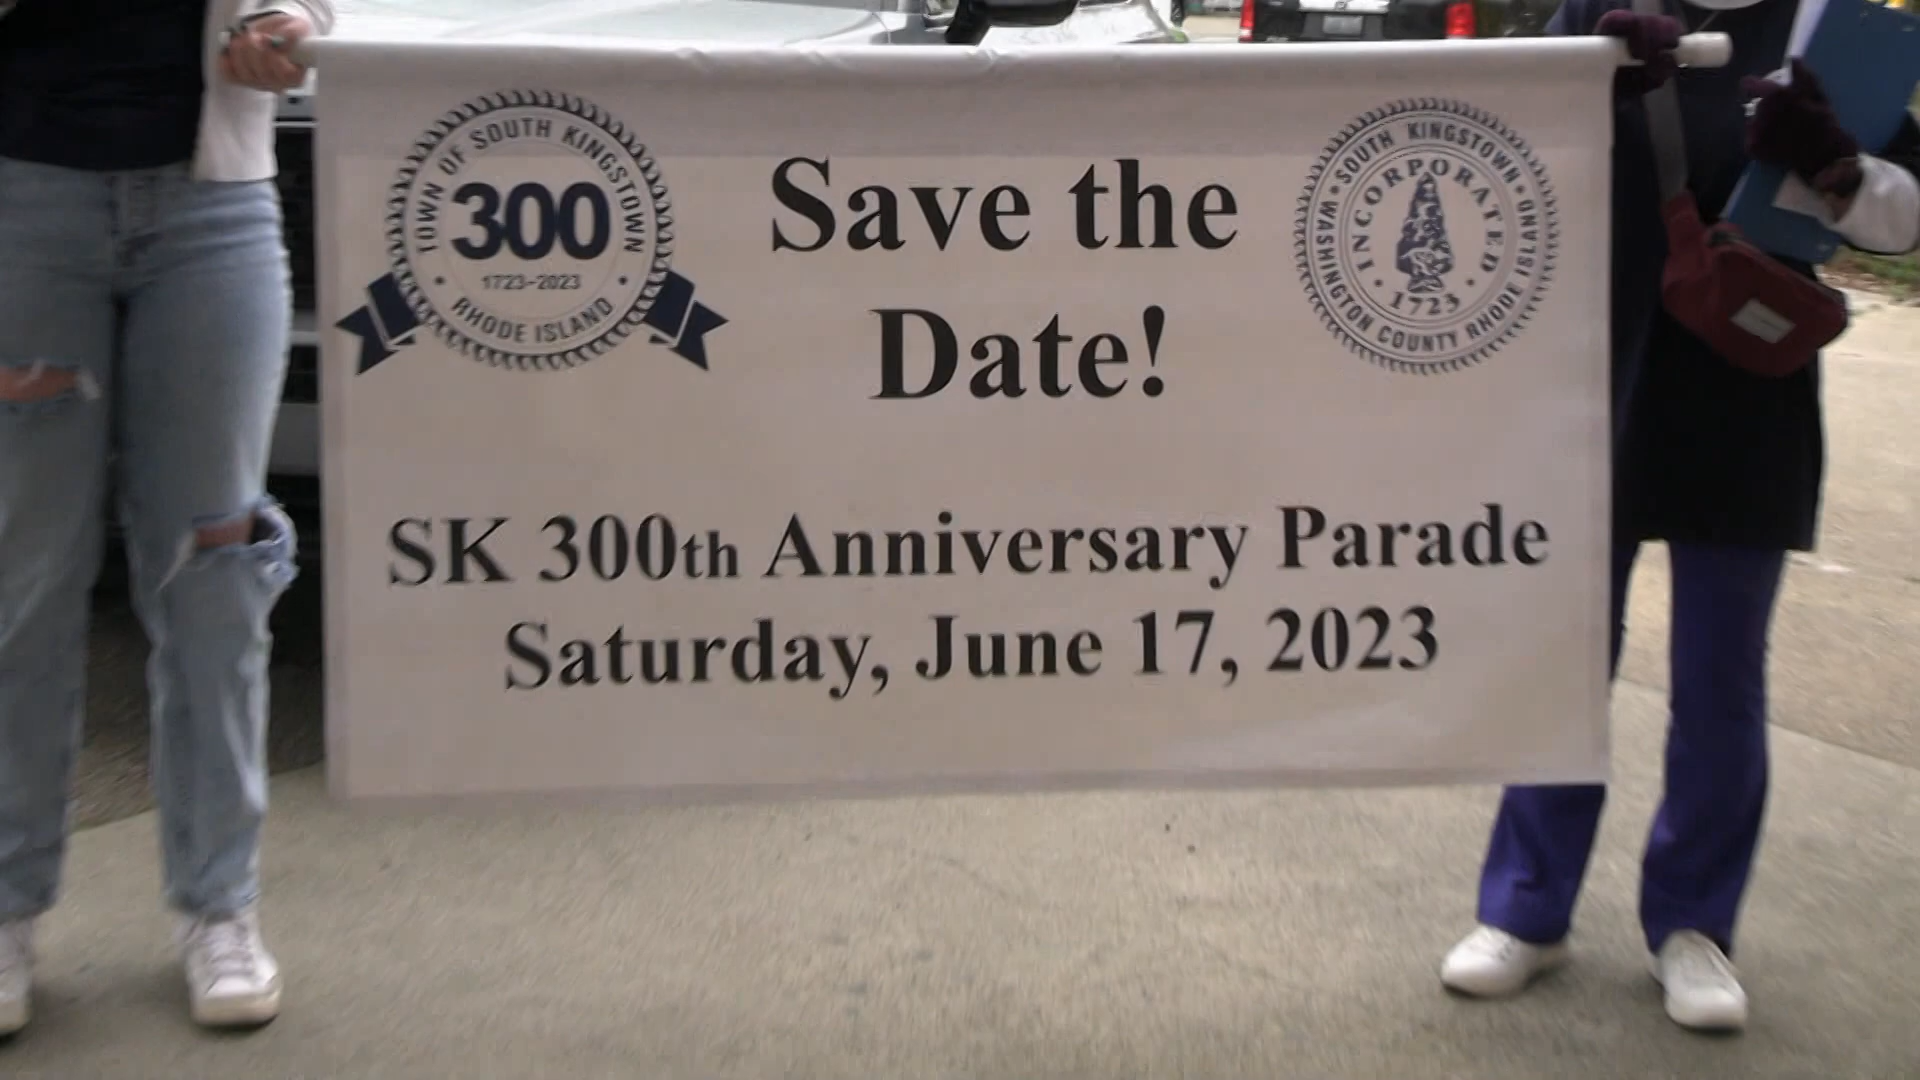 TOWN OF SOUTH KINGSTOWN
300
1723-2023
• RHODE ISLAND •
Save the
Date!
• SOUTH KINGSTOWN •
WASHINGTON COUNTY RHODE ISLAND
• INCORPORATED •
1723
SK 300th Anniversary Parade
Saturday, June 17, 2023